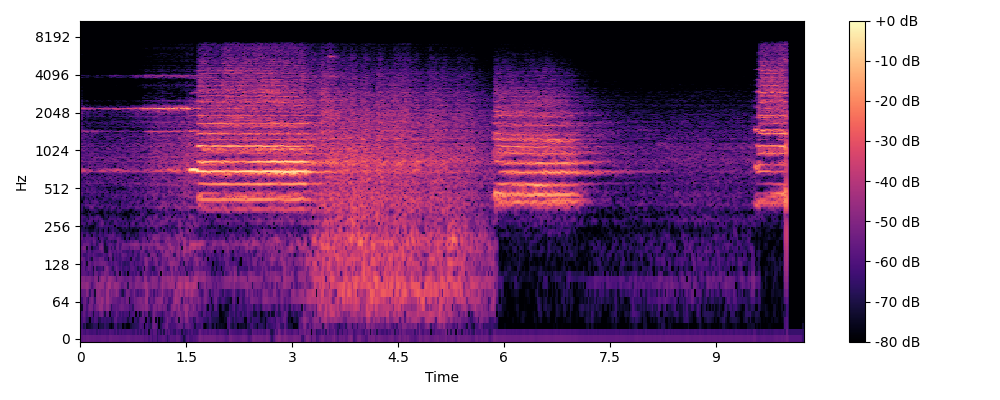 8192
4096
2048
1024
512
256
128
64
0
Hz
0 1.5 3 4.5 6 7.5 9
Time
+0 dB
-10 dB
-20 dB
-30 dB
-40 dB
-50 dB
-60 dB
-70 dB
-80 dB